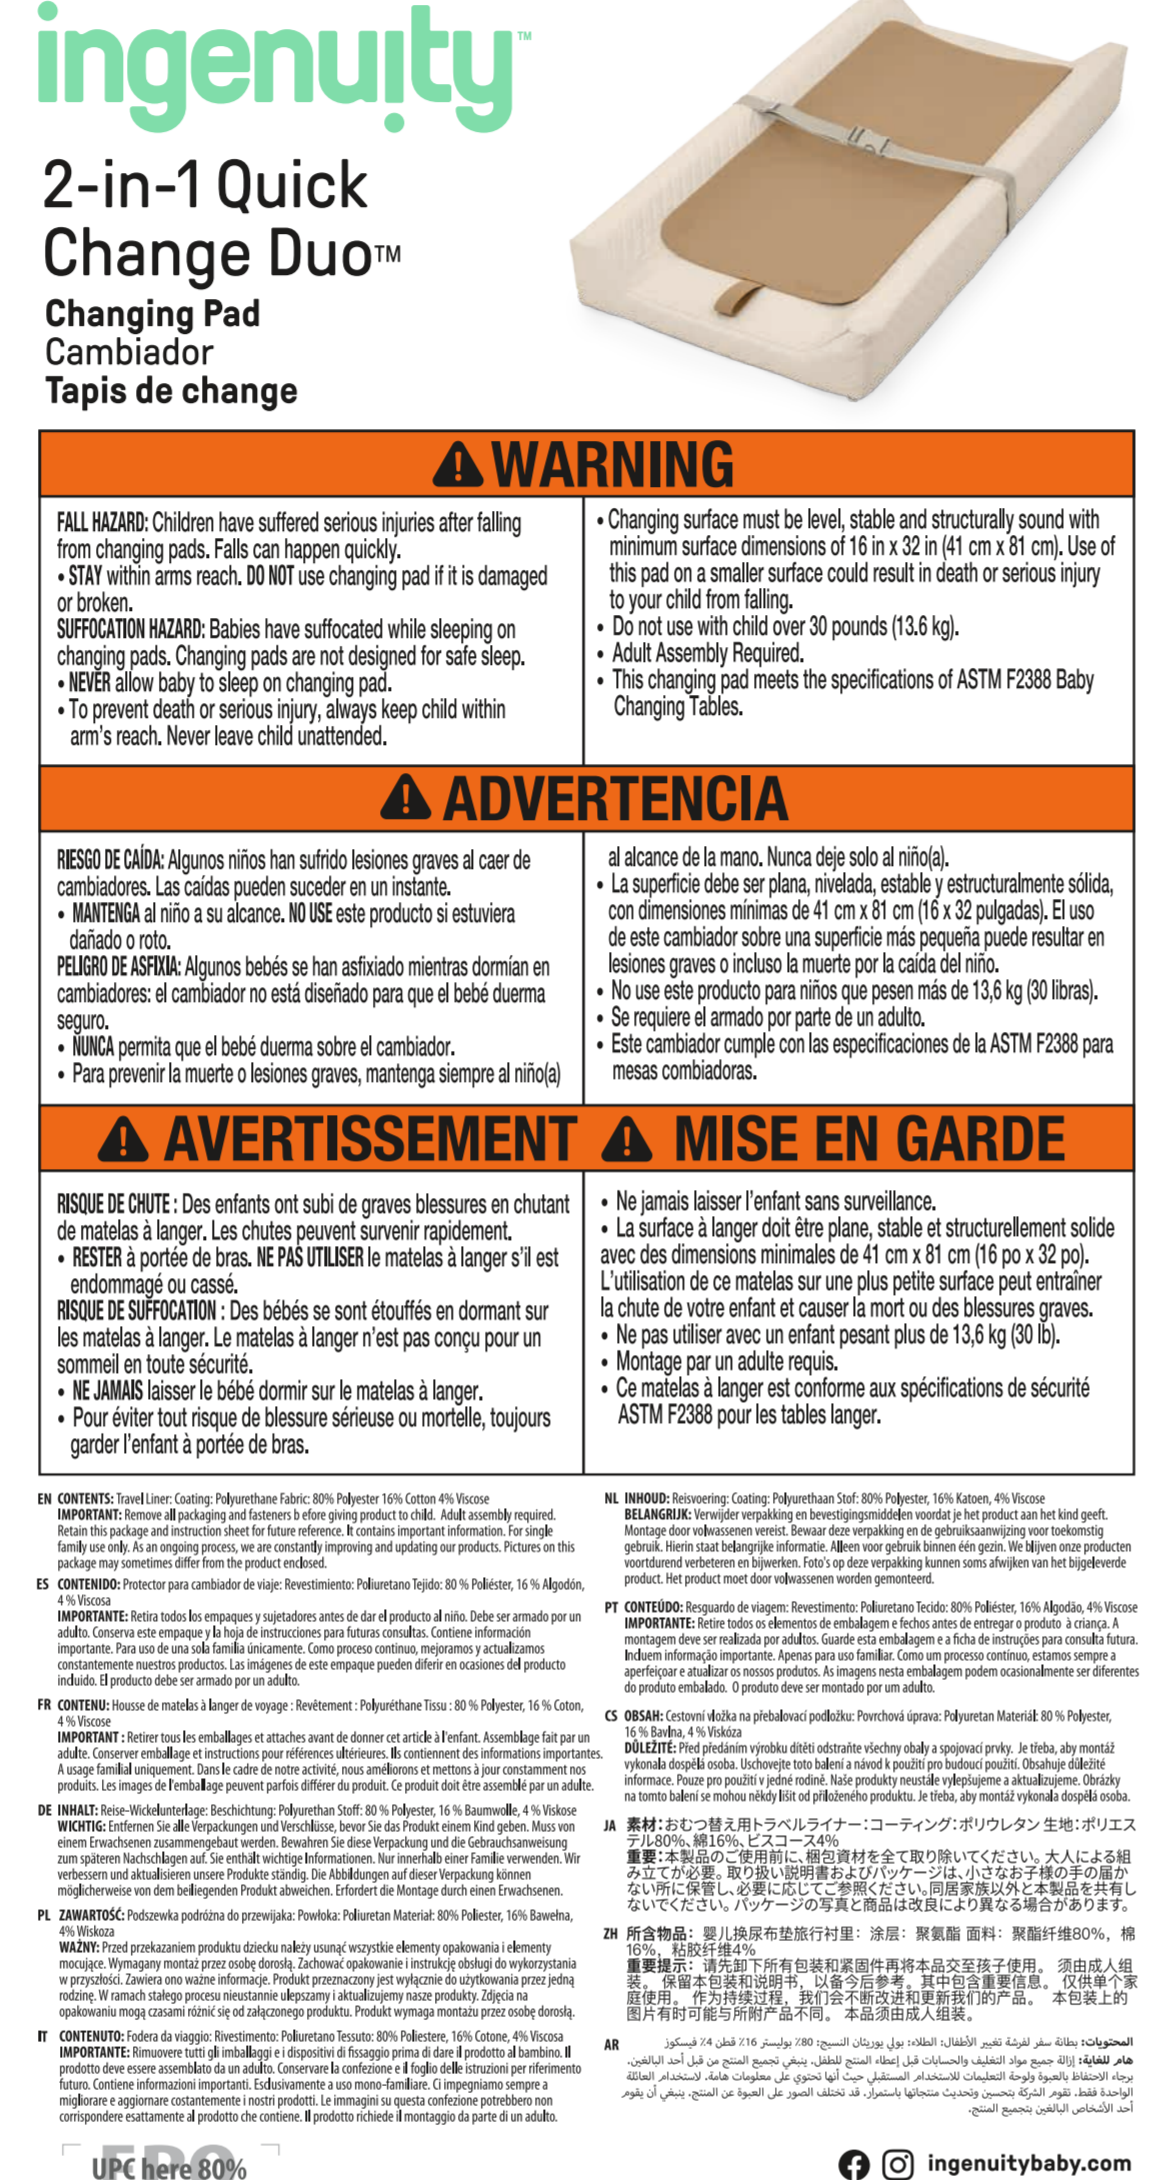 ingenuity™
2-in-1 Quick
Change Duo™
Changing Pad
Cambiador
Tapis de change
WARNING
FALL HAZARD: Children have suffered serious injuries after falling
from changing pads. Falls can happen quickly.
• STAY within arms reach. DO NOT use changing pad if it is damaged
or broken.
SUFFOCATION HAZARD: Babies have suffocated while sleeping on
changing pads. Changing pads are not designed for safe sleep.
• NEVER allow baby to sleep on changing pad.
• To prevent death or serious injury, always keep child within
arm's reach. Never leave child unattended.
• Changing surface must be level, stable and structurally sound with
minimum surface dimensions of 16 in x 32 in (41 cm x 81 cm). Use of
this pad on a smaller surface could result in death or serious injury
to your child from falling.
• Do not use with child over 30 pounds (13.6 kg).
• Adult Assembly Required.
• This changing pad meets the specifications of ASTM F2388 Baby
Changing Tables.
ADVERTENCIA
RIESGO DE CAÍDA: Algunos niños han sufrido lesiones graves al caer de
cambiadores. Las caídas pueden suceder en un instante.
• MANTENGA al niño a su alcance. NO USE este producto si estuviera
dañado o roto.
PELIGRO DE ASFIXIA: Algunos bebés se han asfixiado mientras dormían en
cambiadores: el cambiador no está diseñado para que el bebé duerma
seguro.
• NUNCA permita que el bebé duerma sobre el cambiador.
• Para prevenir la muerte o lesiones graves, mantenga siempre al niño(a)
al alcance de la mano. Nunca deje solo al niño(a).
• La superficie debe ser plana, nivelada, estable y estructuralmente sólida,
con dimensiones mínimas de 41 cm x 81 cm (16 x 32 pulgadas). El uso
de este cambiador sobre una superficie más pequeña puede resultar en
lesiones graves o incluso la muerte por la caída del niño.
• No use este producto para niños que pesen más de 13,6 kg (30 libras).
• Se requiere el armado por parte de un adulto.
• Este cambiador cumple con las especificaciones de la ASTM F2388 para
mesas combiadoras.
AVERTISSEMENT MISE EN GARDE
RISQUE DE CHUTE : Des enfants ont subi de graves blessures en chutant
de matelas à langer. Les chutes peuvent survenir rapidement.
• RESTER à portée de bras. NE PAS UTILISER le matelas à langer s'il est
endommagé ou cassé.
RISQUE DE SUFFOCATION : Des bébés se sont étouffés en dormant sur
les matelas à langer. Le matelas à langer n'est pas conçu pour un
sommeil en toute sécurité.
• NE JAMAIS laisser le bébé dormir sur le matelas à langer.
• Pour éviter tout risque de blessure sérieuse ou mortelle, toujours
garder l'enfant à portée de bras.
• Ne jamais laisser l'enfant sans surveillance.
• La surface à langer doit être plane, stable et structurellement solide
avec des dimensions minimales de 41 cm x 81 cm (16 po x 32 po).
L'utilisation de ce matelas sur une plus petite surface peut entraîner
la chute de votre enfant et causer la mort ou des blessures graves.
• Ne pas utiliser avec un enfant pesant plus de 13,6 kg (30 lb).
• Montage par un adulte requis.
• Ce matelas à langer est conforme aux spécifications de sécurité
ASTM F2388 pour les tables langer.
EN CONTENTS: Travel Liner: Coating: Polyurethane Fabric: 80% Polyester 16% Cotton 4% Viscose
IMPORTANT: Remove all packaging and fasteners b efore giving product to child. Adult assembly required.
Retain this package and instruction sheet for future reference. It contains important information. For single
family use only. As an ongoing process, we are constantly improving and updating our products. Pictures on this
package may sometimes differ from the product enclosed.
ES CONTENIDO: Protector para cambiador de viaje: Revestimiento: Poliuretano Tejido: 80 % Poliéster, 16 % Algodón,
4 % Viscosa
IMPORTANTE: Retira todos los empaques y sujetadores antes de dar el producto al niño. Debe ser armado por un
adulto. Conserva este empaque y la hoja de instrucciones para futuras consultas. Contiene información
importante. Para uso de una sola familia únicamente. Como proceso continuo, mejoramos y actualizamos
constantemente nuestros productos. Las imágenes de este empaque pueden diferir en ocasiones del producto
incluido. El producto debe ser armado por un adulto.
FR CONTENU: Housse de matelas à langer de voyage : Revêtement : Polyuréthane Tissu : 80 % Polyester, 16 % Coton,
4 % Viscose
IMPORTANT : Retirer tous les emballages et attaches avant de donner cet article à l'enfant. Assemblage fait par un
adulte. Conserver emballage et instructions pour références ultérieures. Ils contiennent des informations importantes.
A usage familial uniquement. Dans le cadre de notre activité, nous améliorons et mettons à jour constamment nos
produits. Les images de l'emballage peuvent parfois différer du produit. Ce produit doit être assemblé par un adulte.
DE INHALT: Reise-Wickelunterlage: Beschichtung: Polyurethan Stoff: 80 % Polyester, 16 % Baumwolle, 4 % Viskose
WICHTIG: Entfernen Sie alle Verpackungen und Verschlüsse, bevor Sie das Produkt einem Kind geben. Muss von
einem Erwachsenen zusammengebaut werden. Bewahren Sie diese Verpackung und die Gebrauchsanweisung
zum späteren Nachschlagen auf. Sie enthält wichtige Informationen. Nur innerhalb einer Familie verwenden. Wir
verbessern und aktualisieren unsere Produkte ständig. Die Abbildungen auf dieser Verpackung können
möglicherweise von dem beiliegenden Produkt abweichen. Erfordert die Montage durch einen Erwachsenen.
PL ZAWARTOŚĆ: Podszewka podróżna do przewijaka: Powłoka: Poliuretan Materiał: 80% Poliester, 16% Bawełna,
4% Wiskoza
WAŻNY: Przed przekazaniem produktu dziecku należy usunąć wszystkie elementy opakowania i elementy
mocujące. Wymagany montaż przez osobę dorosłą. Zachować opakowanie i instrukcję obsługi do wykorzystania
w przyszłości. Zawiera ono ważne informacje. Produkt przeznaczony jest wyłącznie do użytkowania przez jedną
rodzinę. W ramach stałego procesu nieustannie ulepszamy i aktualizujemy nasze produkty. Zdjęcia na
opakowaniu mogą czasami różnić się od załączonego produktu. Produkt wymaga montażu przez osobę dorosłą.
IT CONTENUTO: Fodera da viaggio: Rivestimento: Poliuretano Tessuto: 80% Poliestere, 16% Cotone, 4% Viscosa
IMPORTANTE: Rimuovere tutti gli imballaggi e i dispositivi di fissaggio prima di dare il prodotto al bambino. Il
prodotto deve essere assemblato da un adulto. Conservare la confezione e il foglio delle istruzioni per riferimento
futuro. Contiene informazioni importanti. Esclusivamente a uso mono-familiare. Ci impegniamo sempre a
migliorare e aggiornare costantemente i nostri prodotti. Le immagini su questa confezione potrebbero non
corrispondere esattamente al prodotto che contiene. Il prodotto richiede il montaggio da parte di un adulto.
NL INHOUD: Reisvoering: Coating: Polyurethaan Stof: 80% Polyester, 16% Katoen, 4% Viscose
BELANGRIJK: Verwijder verpakking en bevestigingsmiddelen voordat je het product aan het kind geeft.
Montage door volwassenen vereist. Bewaar deze verpakking en de gebruiksaanwijzing voor toekomstig
gebruik. Hierin staat belangrijke informatie. Alleen voor gebruik binnen één gezin. We blijven onze producten
voortdurend verbeteren en bijwerken. Foto's op deze verpakking kunnen soms afwijken van het bijgeleverde
product. Het product moet door volwassenen worden gemonteerd.
PT CONTEÚDO: Resguardo de viagem: Revestimento: Poliuretano Tecido: 80% Poliéster, 16% Algodão, 4% Viscose
IMPORTANTE: Retire todos os elementos de embalagem e fechos antes de entregar o produto à criança. A
montagem deve ser realizada por adultos. Guarde esta embalagem e a ficha de instruções para consulta futura.
Incluem informação importante. Apenas para uso familiar. Como um processo contínuo, estamos sempre a
aperfeiçoar e atualizar os nossos produtos. As imagens nesta embalagem podem ocasionalmente ser diferentes
do produto embalado. O produto deve ser montado por um adulto.
CS OBSAH: Cestovní vložka na přebalovací podložku: Povrchová úprava: Polyuretan Materiál: 80 % Polyester,
16 % Bavlna, 4 % Viskóza
DŮLEŽITÉ: Před předáním výrobku dítěti odstraňte všechny obaly a spojovací prvky. Je třeba, aby montáž
vykonala dospělá osoba. Uschovejte toto balení a návod k použití pro budoucí použití. Obsahuje důležité
informace. Pouze pro použití v jedné rodině. Naše produkty neustále vylepšujeme a aktualizujeme. Obrázky
na tomto balení se mohou někdy lišit od přiloženého produktu. Je třeba, aby montáž vykonala dospělá osoba.
JA 素材:おむつ替え用トラベルライナー:コーティング:ポリウレタン 生地:ポリエス
テル80%、綿16%、ビスコース4%
重要:本製品のご使用前に、梱包資材を全て取り除いてください。大人による組
み立てが必要。取り扱い説明書およびパッケージは、小さなお子様の手の届か
ない所に保管し、必要に応じてご参照ください。同居家族以外と本製品を共有し
ないでください。パッケージの写真と商品は改良により異なる場合があります。
ZH 所含物品：婴儿换尿布垫旅行衬里：涂层：聚氨酯 面料：聚酯纤维80%，棉
16%，粘胶纤维4%
重要提示：请先卸下所有包装和紧固件再将本品交至孩子使用。 须由成人组
装。 保留本包装和说明书，以备今后参考。其中包含重要信息。 仅供单个家
庭使用。 作为持续过程，我们会不断改进和更新我们的产品。 本包装上的
图片有时可能与所附产品不同。 本品须由成人组装。
AR المحتويات: بطانة سفر لفرشة تغيير الأطفال: الطلاء: بولي يوريثان النسيج: 80٪ بوليستر 16٪ قطن 4٪ فيسكوز
هام للغاية: إزالة جميع مواد التغليف والحسابات قبل إعطاء المنتج للطفل. ينبغي تجميع المنتج من قبل أحد البالغين.
برجاء الاحتفاظ بالعبوة ولوحة التعليمات للاستخدام المستقبلي حيث أنها تحتوي على معلومات هامة. لاستخدام العائلة
الواحدة فقط. تقوم الشركة بتحسين وتحديث منتجاتها باستمرار. قد تختلف الصور على العبوة عن المنتج. ينبغي أن يقوم
أحد الأشخاص البالغين بتجميع المنتج.
FPO
UPC here 80%
ingenuitybaby.com